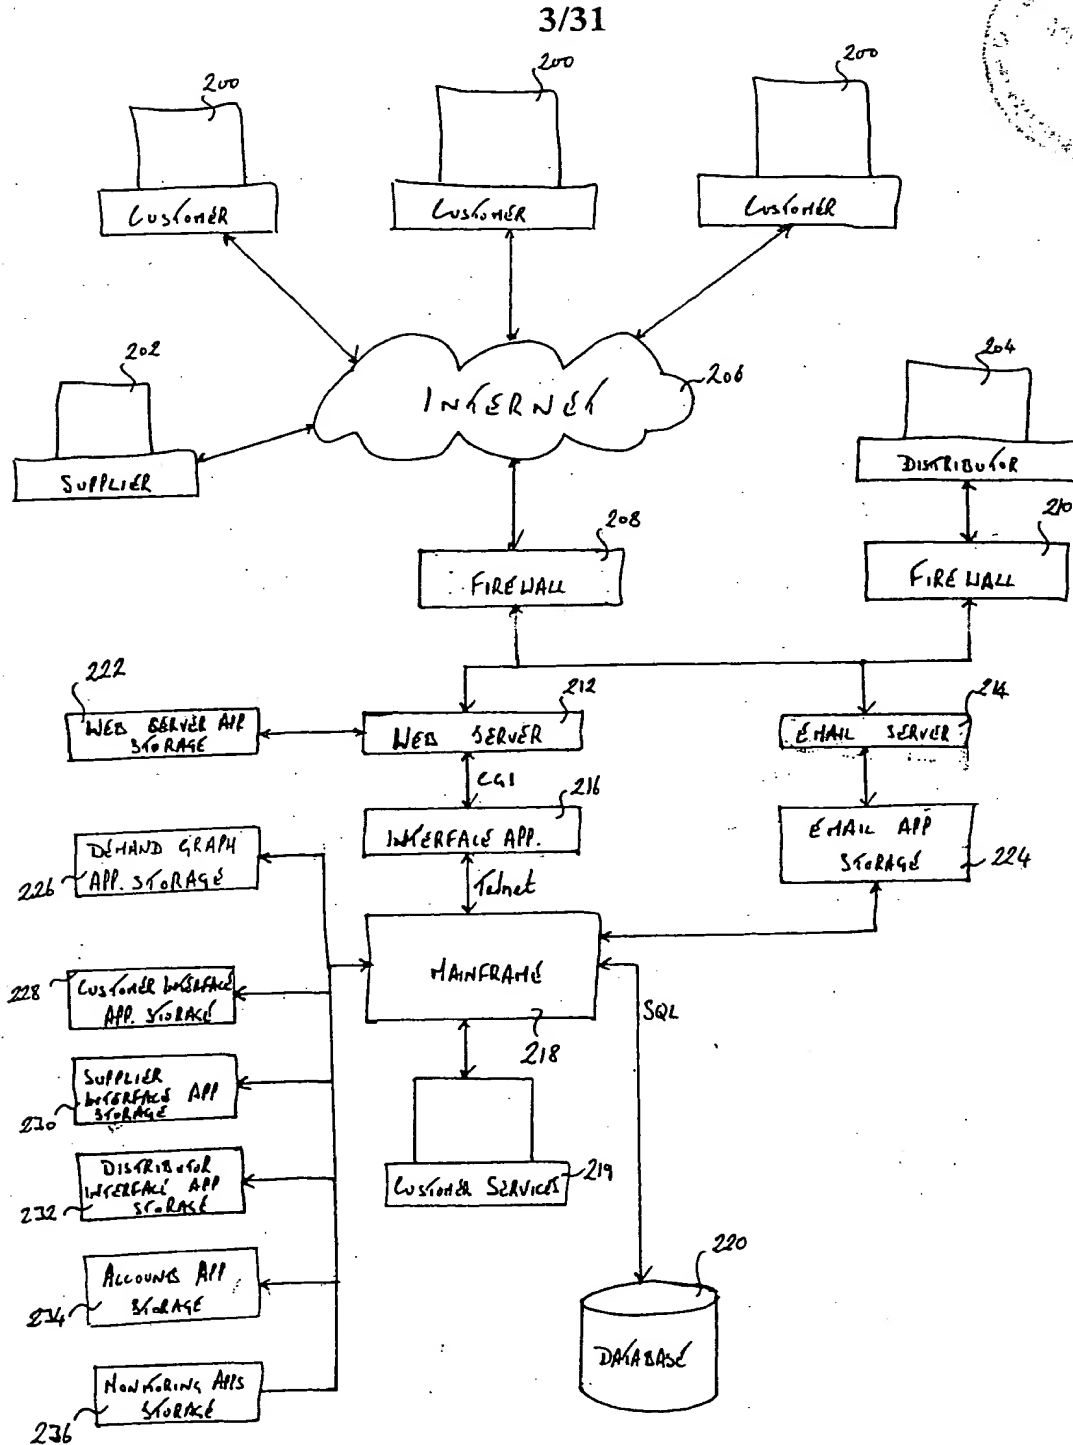 3/31
200
200
200
CUSTOMER
CUSTOMER
CUSTOMER
202
204
INTERNET
206
SUPPLIER
DISTRIBUTOR
208
210
FIREWALL
FIREWALL
222
212
214
WEB SERVER APP
STORAGE
WEB SERVER
EMAIL SERVER
CGI
216
INTERFACE APP.
EMAIL APP
STORAGE
224
DEMAND GRAPH
APP. STORAGE
226
Telnet
MAINFRAME
228
CUSTOMER INTERFACE
APP. STORAGE
SQL
218
SUPPLIER
INTERFACE APP
STORAGE
230
DISTRIBUTOR
INTERFACE APP
STORAGE
232
CUSTOMER SERVICES
219
220
ACCOUNTS APP
STORAGE
234
DATABASE
MONITORING APPS
STORAGE
236